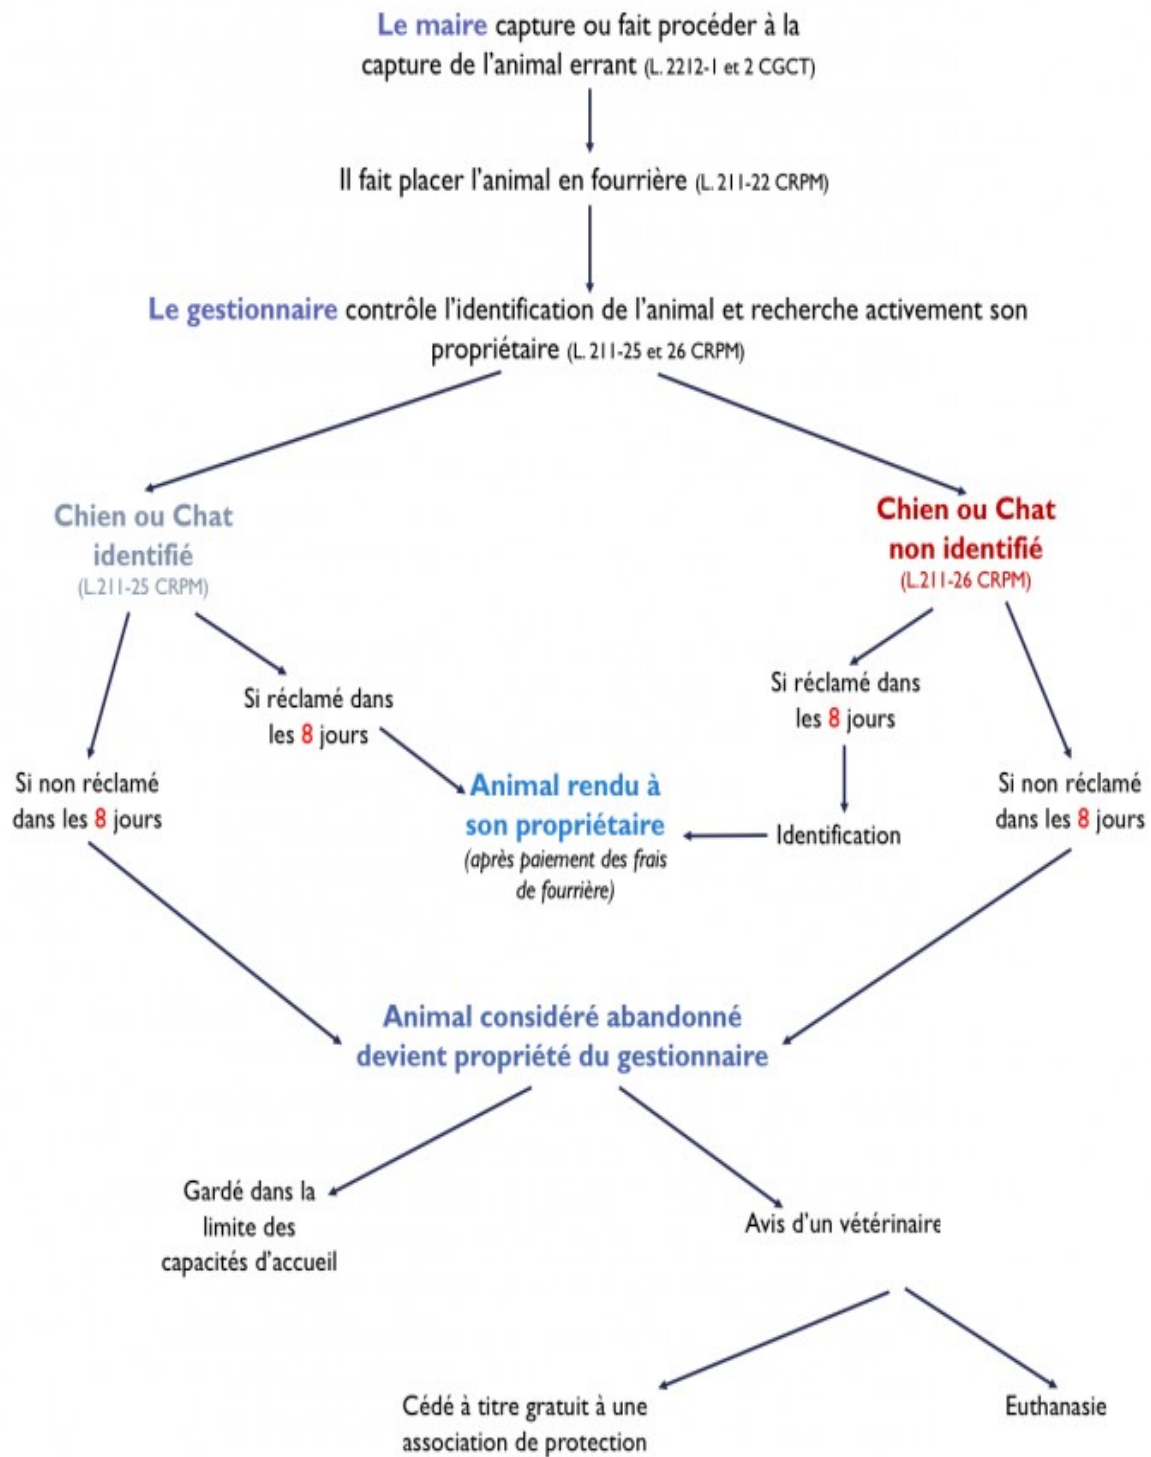 Le maire capture ou fait procéder à la
capture de l'animal errant (L. 2212-1 et 2 CGCT)
Il fait placer l'animal en fourrière (L. 211-22 CRPM)
Le gestionnaire contrôle l'identification de l'animal et recherche activement son
propriétaire (L. 211-25 et 26 CRPM)
Chien ou Chat
identifié
(L.211-25 CRPM)
Chien ou Chat
non identifié
(L.211-26 CRPM)
Si réclamé dans
les 8 jours
Si réclamé dans
les 8 jours
Si non réclamé
dans les 8 jours
Animal rendu à
son propriétaire
(après paiement des frais
de fourrière)
Identification
Si non réclamé
dans les 8 jours
Animal considéré abandonné
devient propriété du gestionnaire
Gardé dans la
limite des
capacités d'accueil
Avis d'un vétérinaire
Cédé à titre gratuit à une
association de protection
Euthanasie